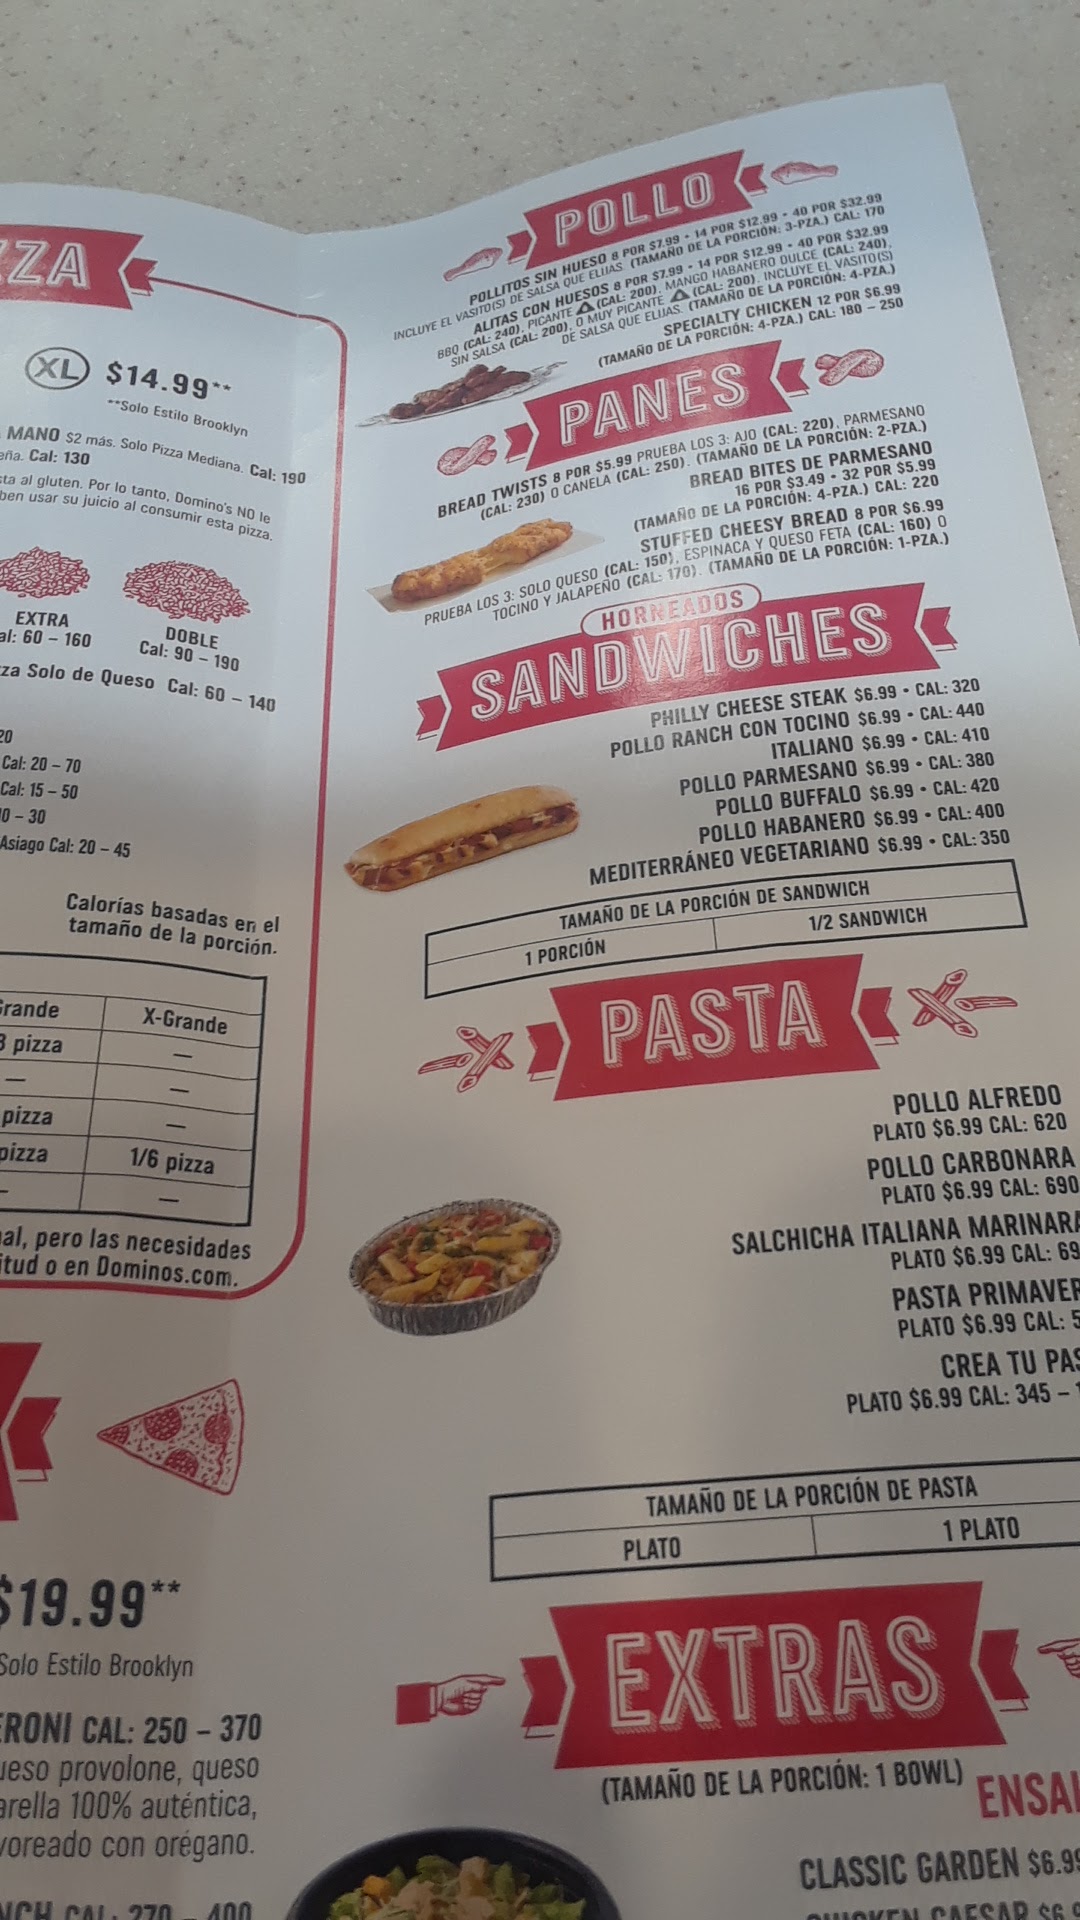 ZZA
XL $14.99**
**Solo Estilo Brooklyn
MANO $2 más. Solo Pizza Mediana. Cal: 190
Cal: 130
al gluten. Por lo tanto, Domino's NO le
usar su juicio al consumir esta pizza.
EXTRA
60 – 160
DOBLE
Cal: 90 – 190
Solo de Queso Cal: 60 – 140
20
Cal: 20 – 70
Cal: 15 – 50
– 30
Asiago Cal: 20 – 45
Calorías basadas en el
tamaño de la porción.
X-Grande
pizza
—
—
—
pizza
—
pizza
1/6 pizza
—
—
pero las necesidades
o en Dominos.com.
$19.99**
Solo Estilo Brooklyn
CAL: 250 – 370
provolone, queso
100% auténtica,
con orégano.
CAL: 270 – 400
POLLO
POLLITOS SIN HUESO 8 POR $7.99 • 14 POR $12.99 • 40 POR $32.99
INCLUYE EL VASITO(S) DE SALSA QUE ELIJAS. (TAMAÑO DE LA PORCIÓN: 3-PZA.) CAL: 170
ALITAS CON HUESOS 8 POR $7.99 • 14 POR $12.99 • 40 POR $32.99
BBQ (CAL: 240), PICANTE (CAL: 200), MANGO HABANERO DULCE (CAL: 240),
SIN SALSA (CAL: 200), O MUY PICANTE (CAL: 200). INCLUYE EL VASITO(S)
DE SALSA QUE ELIJAS. (TAMAÑO DE LA PORCIÓN: 4-PZA.)
SPECIALTY CHICKEN 12 POR $6.99
(TAMAÑO DE LA PORCIÓN: 4-PZA.) CAL: 180 – 250
PANES
BREAD TWISTS 8 POR $5.99 PRUEBA LOS 3: AJO (CAL: 220), PARMESANO
(CAL: 230) O CANELA (CAL: 250). (TAMAÑO DE LA PORCIÓN: 2-PZA.)
BREAD BITES DE PARMESANO
16 POR $3.49 • 32 POR $5.99
(TAMAÑO DE LA PORCIÓN: 4-PZA.) CAL: 220
STUFFED CHEESY BREAD 8 POR $6.99
PRUEBA LOS 3: SOLO QUESO (CAL: 150), ESPINACA Y QUESO FETA (CAL: 160) O
TOCINO Y JALAPEÑO (CAL: 170). (TAMAÑO DE LA PORCIÓN: 1-PZA.)
HORNEADOS
SANDWICHES
PHILLY CHEESE STEAK $6.99 • CAL: 320
POLLO RANCH CON TOCINO $6.99 • CAL: 440
ITALIANO $6.99 • CAL: 410
POLLO PARMESANO $6.99 • CAL: 380
POLLO BUFFALO $6.99 • CAL: 420
POLLO HABANERO $6.99 • CAL: 400
MEDITERRÁNEO VEGETARIANO $6.99 • CAL: 350
TAMAÑO DE LA PORCIÓN DE SANDWICH
1 PORCIÓN
1/2 SANDWICH
PASTA
POLLO ALFREDO
PLATO $6.99 CAL: 620
POLLO CARBONARA
PLATO $6.99 CAL: 690
SALCHICHA ITALIANA MARINARA
PLATO $6.99 CAL: 69
PASTA PRIMAVER
PLATO $6.99 CAL: 5
CREA TU PAS
PLATO $6.99 CAL: 345 –
TAMAÑO DE LA PORCIÓN DE PASTA
PLATO
1 PLATO
EXTRAS
(TAMAÑO DE LA PORCIÓN: 1 BOWL)
ENSA
CLASSIC GARDEN $6.99
CHICKEN CAESAR $6.9